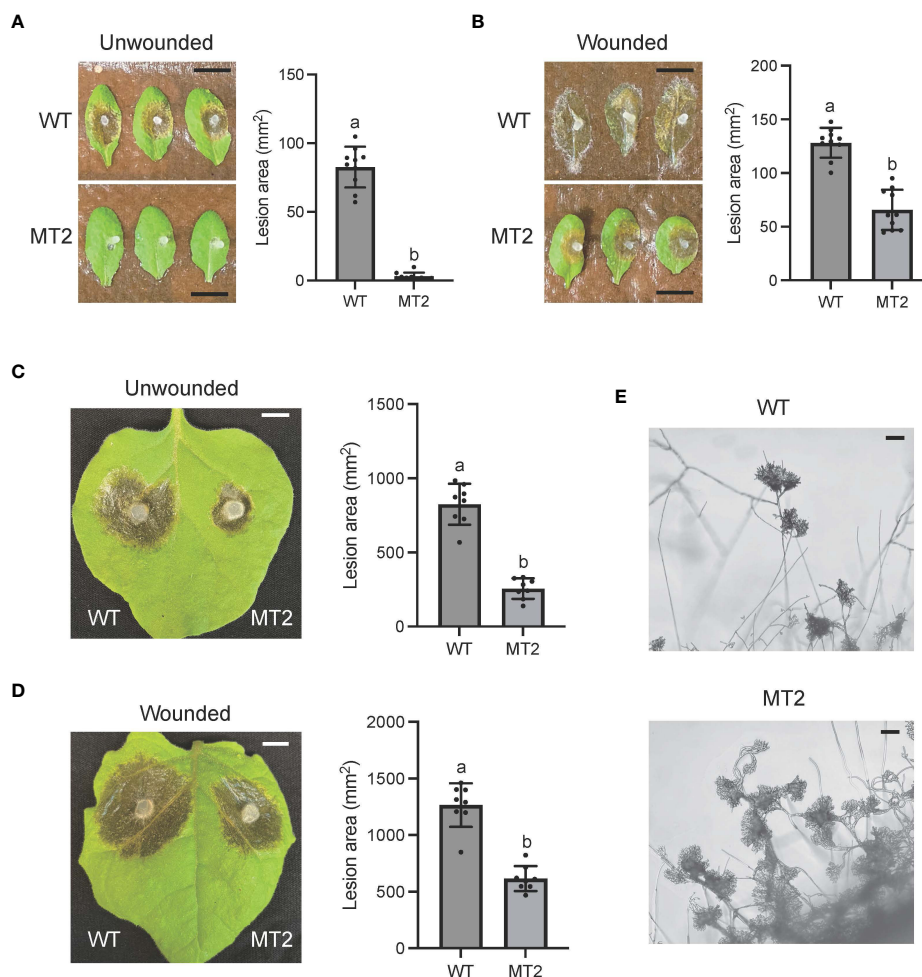 A
Unwounded
WT
MT2
Lesion area (mm²)
150
100
50
0
a
b
WT
MT2
B
Wounded
WT
MT2
Lesion area (mm²)
200
150
100
50
0
a
b
WT
MT2
C
Unwounded
WT
MT2
Lesion area (mm²)
1500
1000
500
0
a
b
WT
MT2
D
Wounded
WT
MT2
Lesion area (mm²)
2000
1500
1000
500
0
a
b
WT
MT2
E
WT
MT2